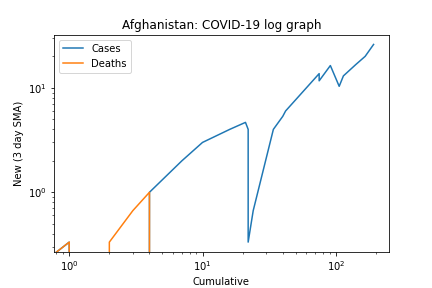 Afghanistan: COVID-19 log graph
Cases
Deaths
New (3 day SMA)
10¹
10⁰
10⁰
10¹
10²
Cumulative